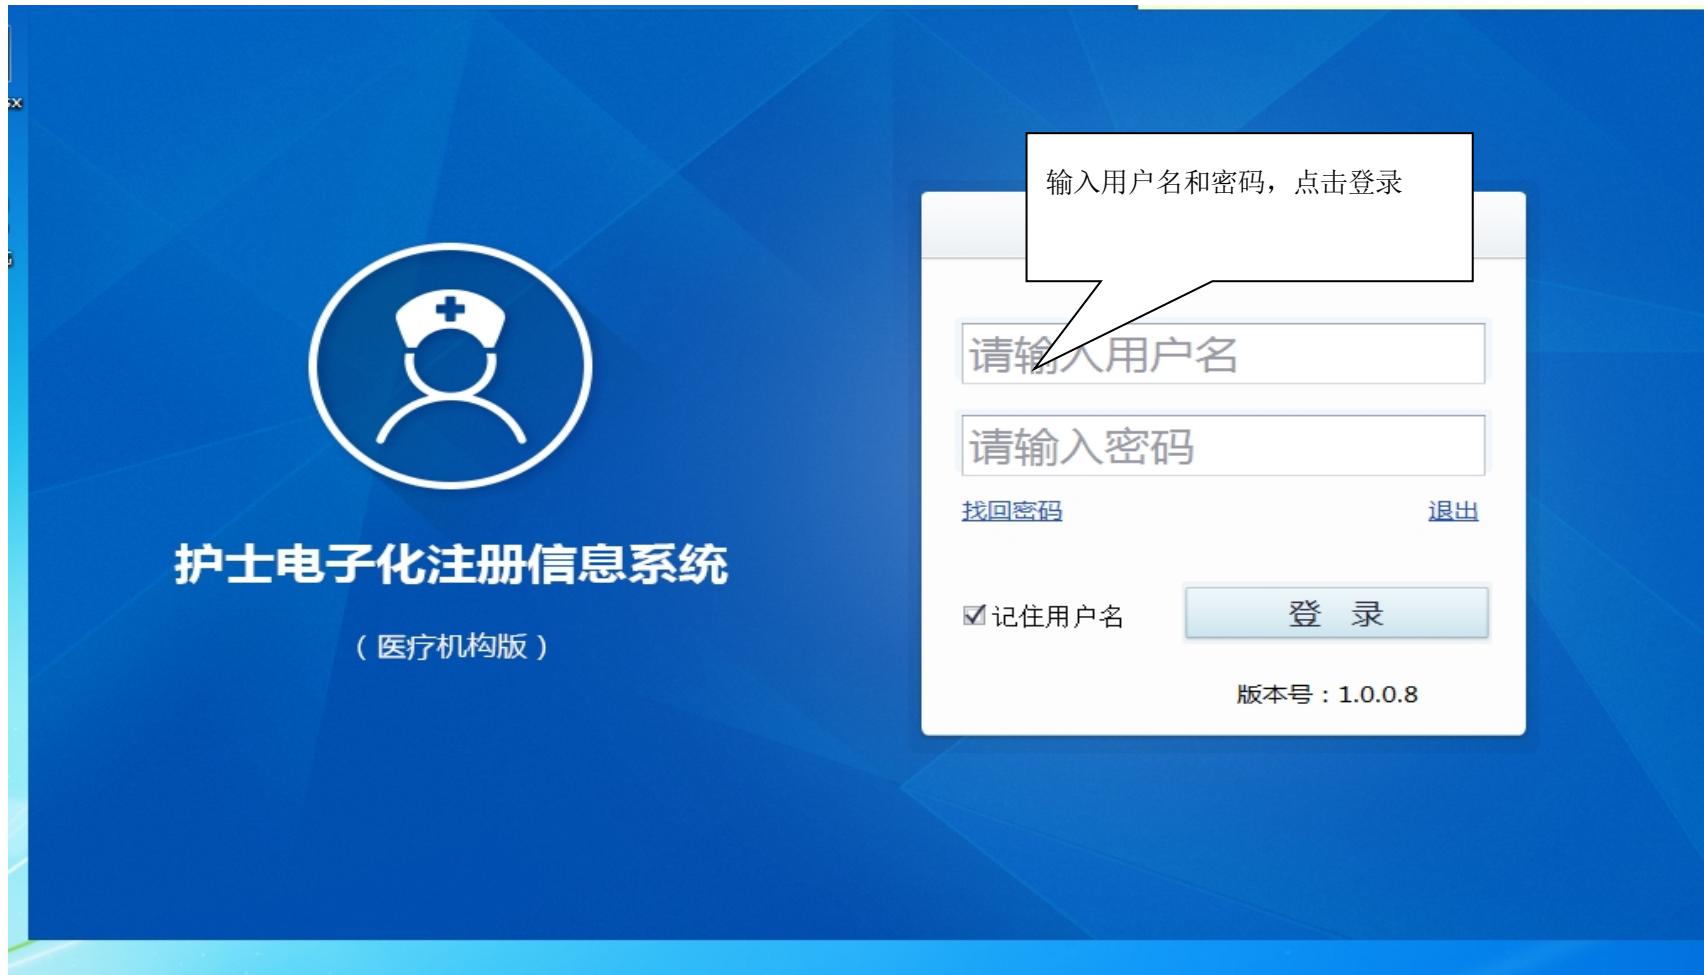 输入用户名和密码，点击登录
请输入用户名
请输入密码
找回密码 退出
护士电子化注册信息系统
（医疗机构版）
记住用户名 登 录
版本号：1.0.0.8
sx